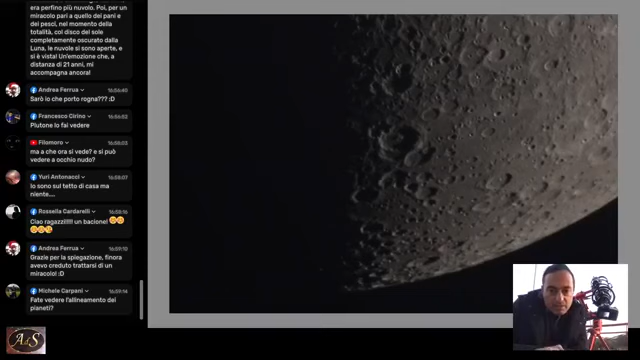 era perfino più nuvolo. Poi, per un
miracolo pari a quello dei pani e
dei pesci, nel momento della
totalità, col disco del sole
completamente oscurato dalla
Luna, le nuvole si sono aperte, e
si è vista! Un'emozione che, a
distanza di 21 anni, mi
accompagna ancora!
Andrea Ferrua
16:56:40
Sarò io che porto rogna??? :D
Francesco Cirino
16:56:52
Plutone lo fai vedere
Filomoro
16:58:03
ma a che ora si vede? e si può
vedere a occhio nudo?
Yuri Antonacci
16:58:07
Io sono sul tetto di casa ma
niente....
Rossella Cardarelli
16:58:16
Ciao ragazzi!!!!! un bacione!
Andrea Ferrua
16:59:10
Grazie per la spiegazione, finora
avevo creduto trattarsi di un
miracolo! :D
Michele Carpani
16:59:14
Fate vedere l'allineamento dei
pianeti?
AdS